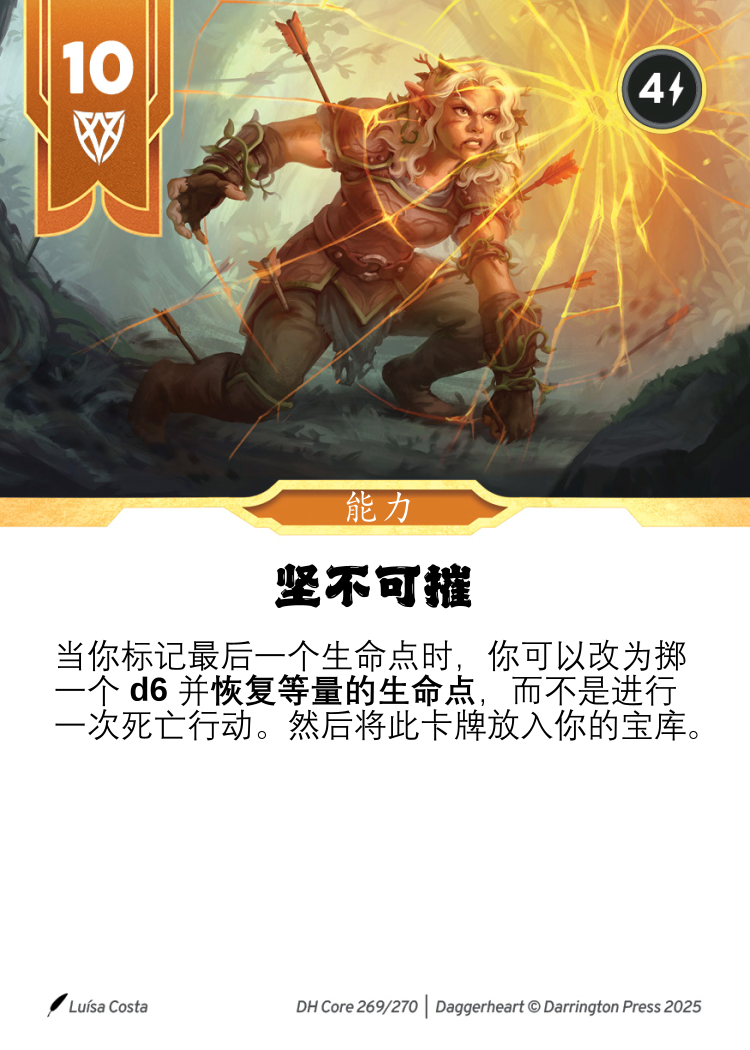 10
4
能力
坚不可摧
当你标记最后一个生命点时，你可以改为掷
一个 d6 并恢复等量的生命点，而不是进行
一次死亡行动。然后将此卡牌放入你的宝库。
Luísa Costa
DH Core 269/270 | Daggerheart © Darrington Press 2025